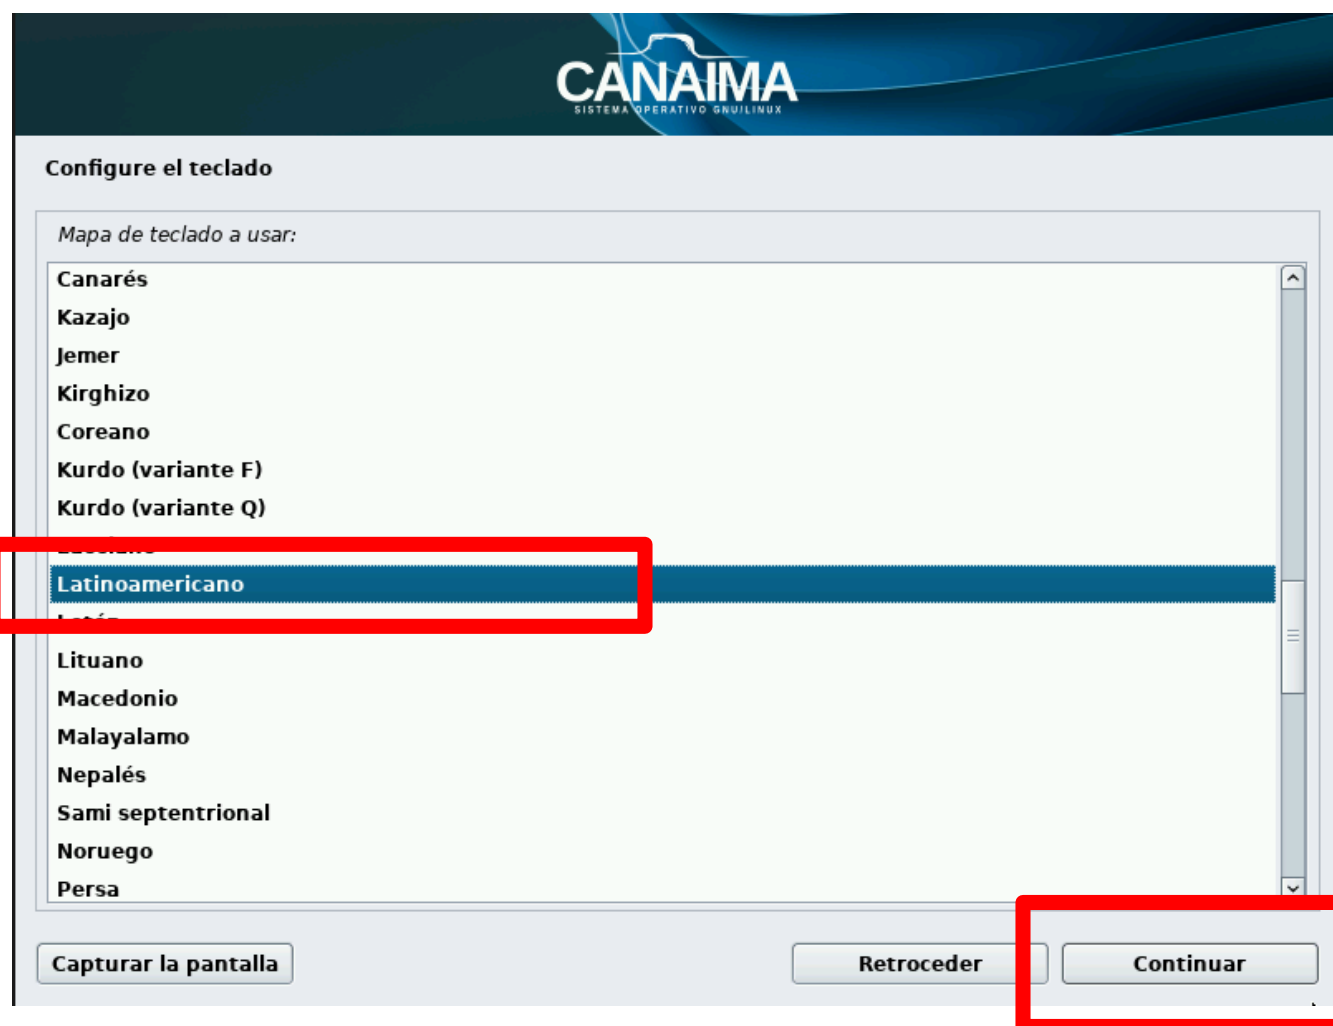 CANAIMA
SISTEMA OPERATIVO GNU/LINUX
Configure el teclado
Mapa de teclado a usar:
Canarés
Kazajo
Jemer
Kirghizo
Coreano
Kurdo (variante F)
Kurdo (variante Q)
Latinoamericano
Lituano
Macedonio
Malayalamo
Nepalés
Sami septentrional
Noruego
Persa
Capturar la pantalla
Retroceder
Continuar